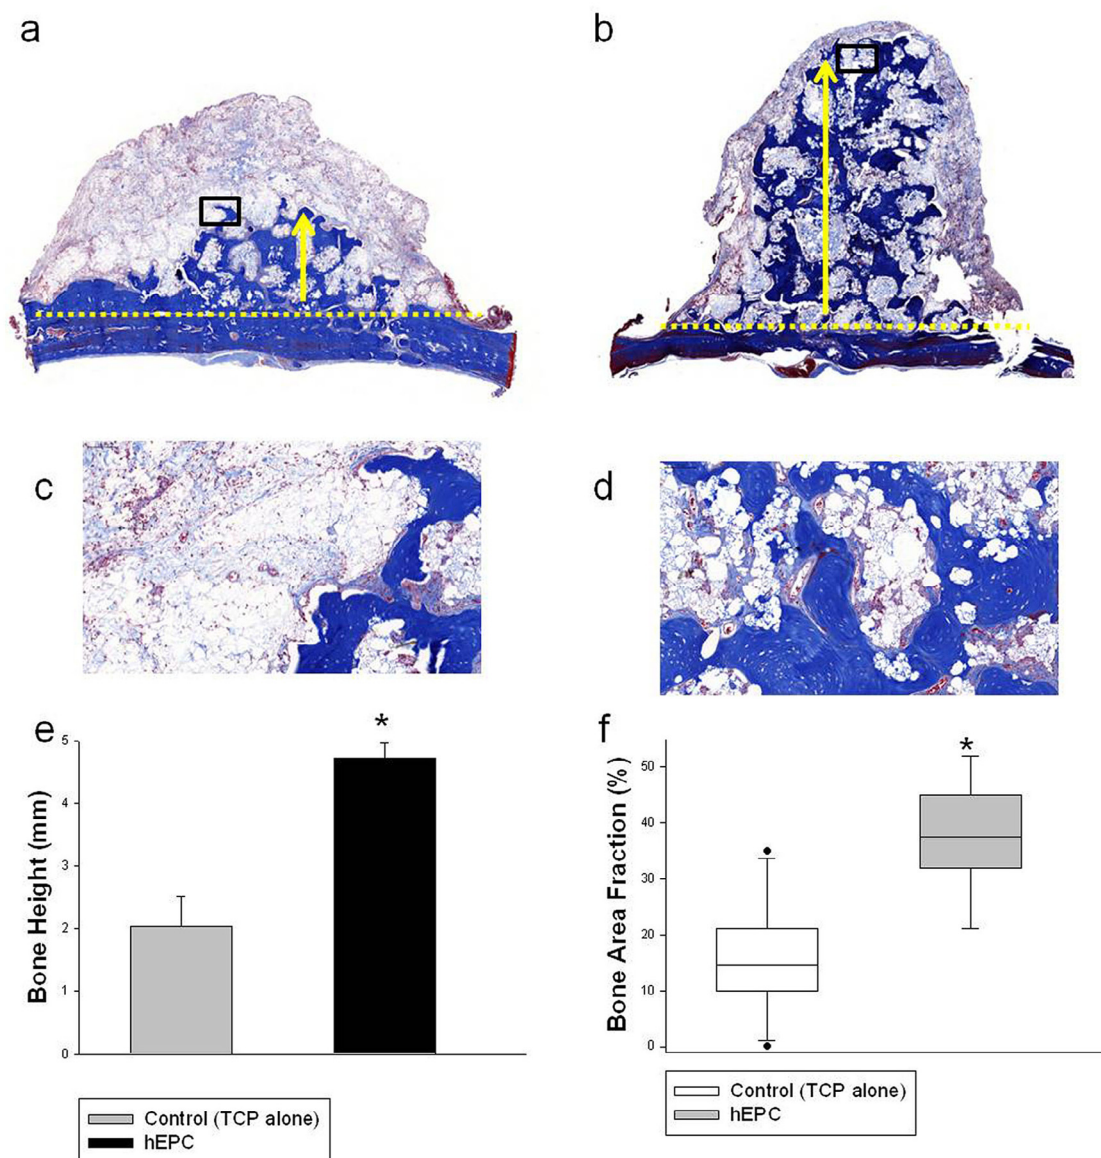 a
b
c
d
e
*
5
4
3
2
1
0
Bone Height (mm)
Control (TCP alone)
hEPC
f
*
50
40
30
20
10
0
Bone Area Fraction (%)
Control (TCP alone)
hEPC